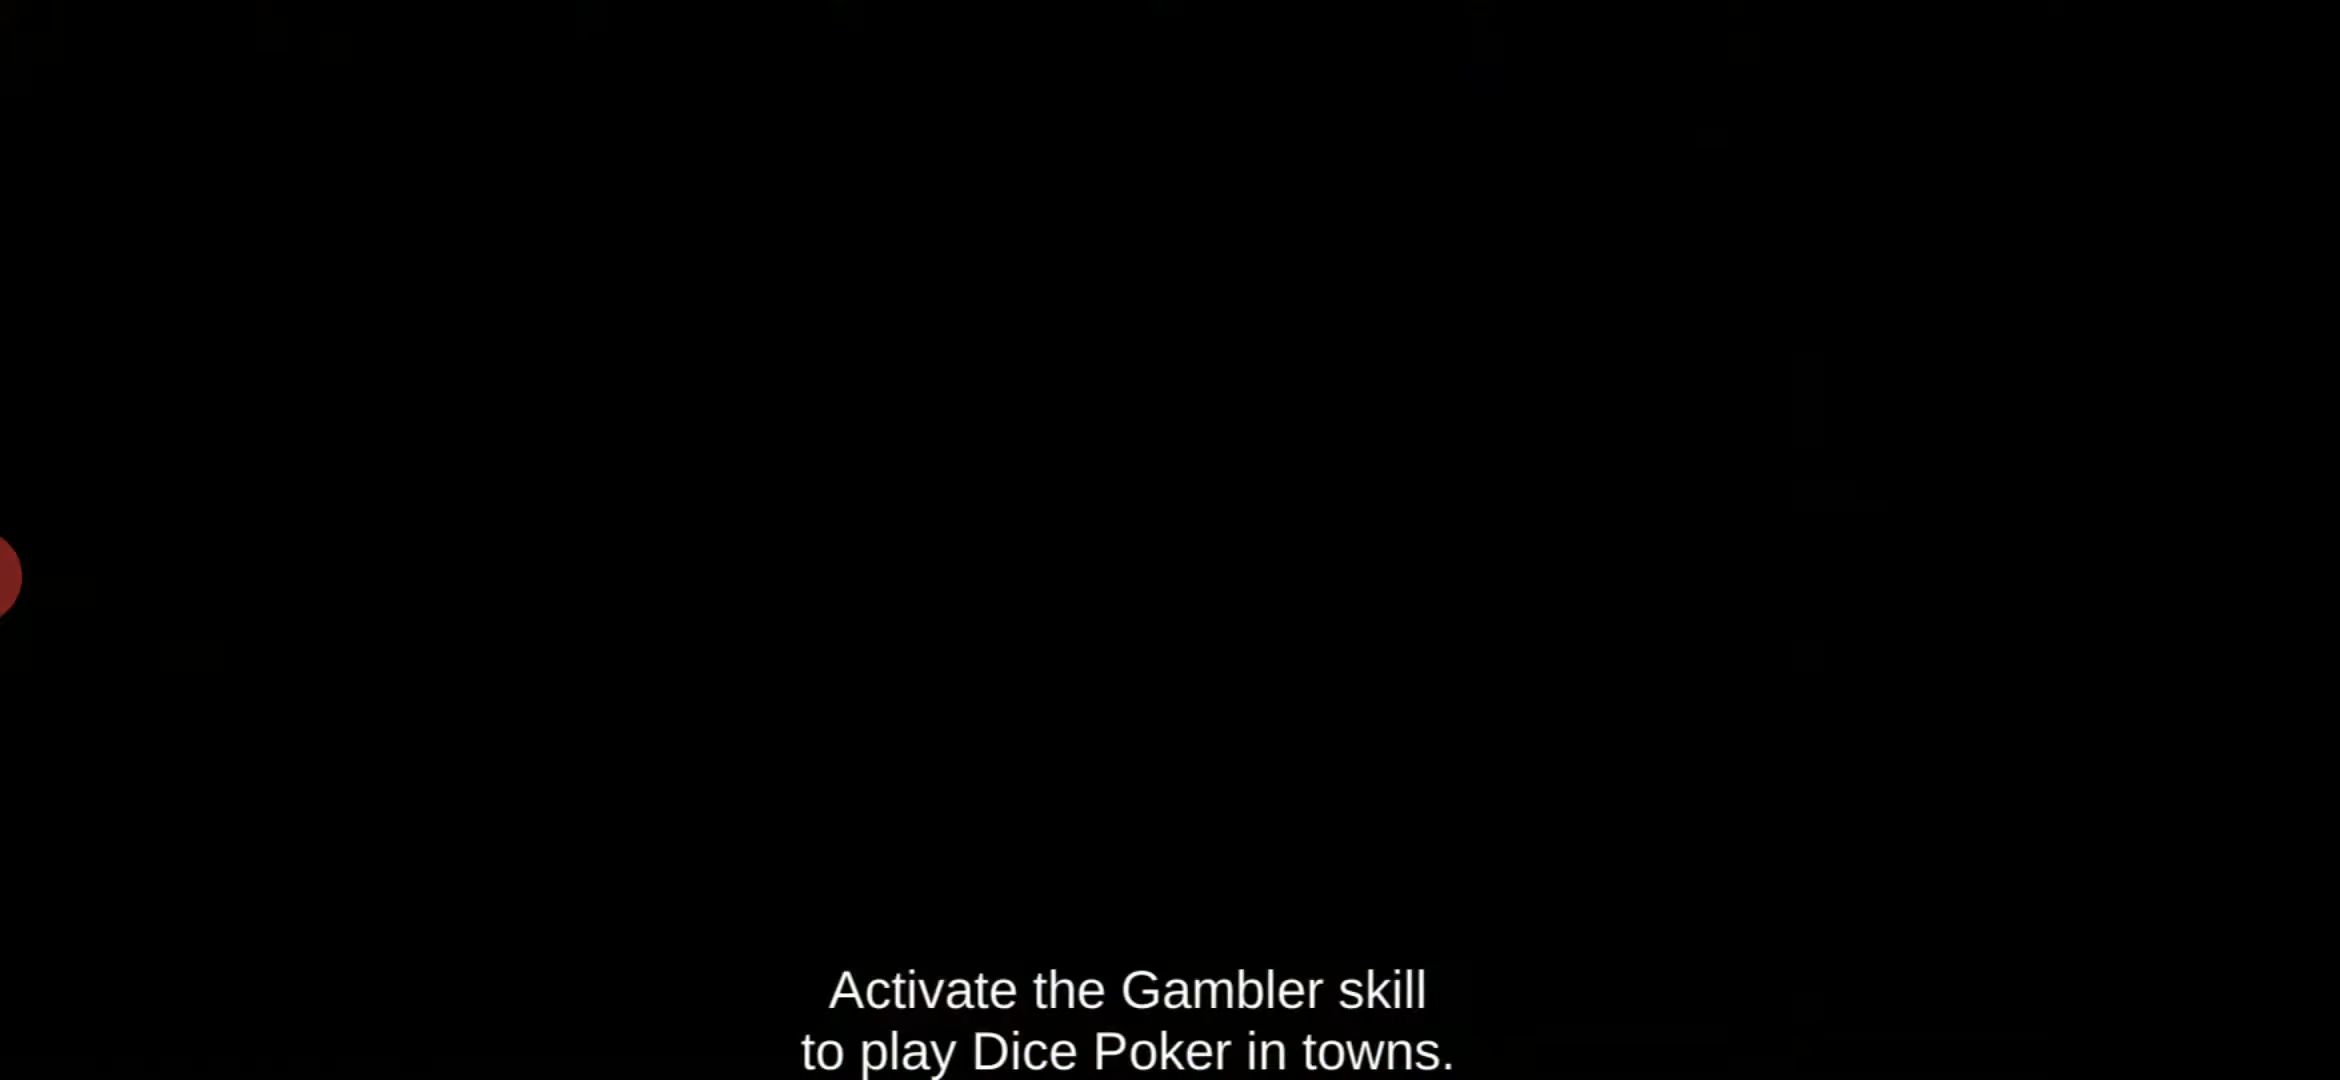 Activate the Gambler skill
to play Dice Poker in towns.